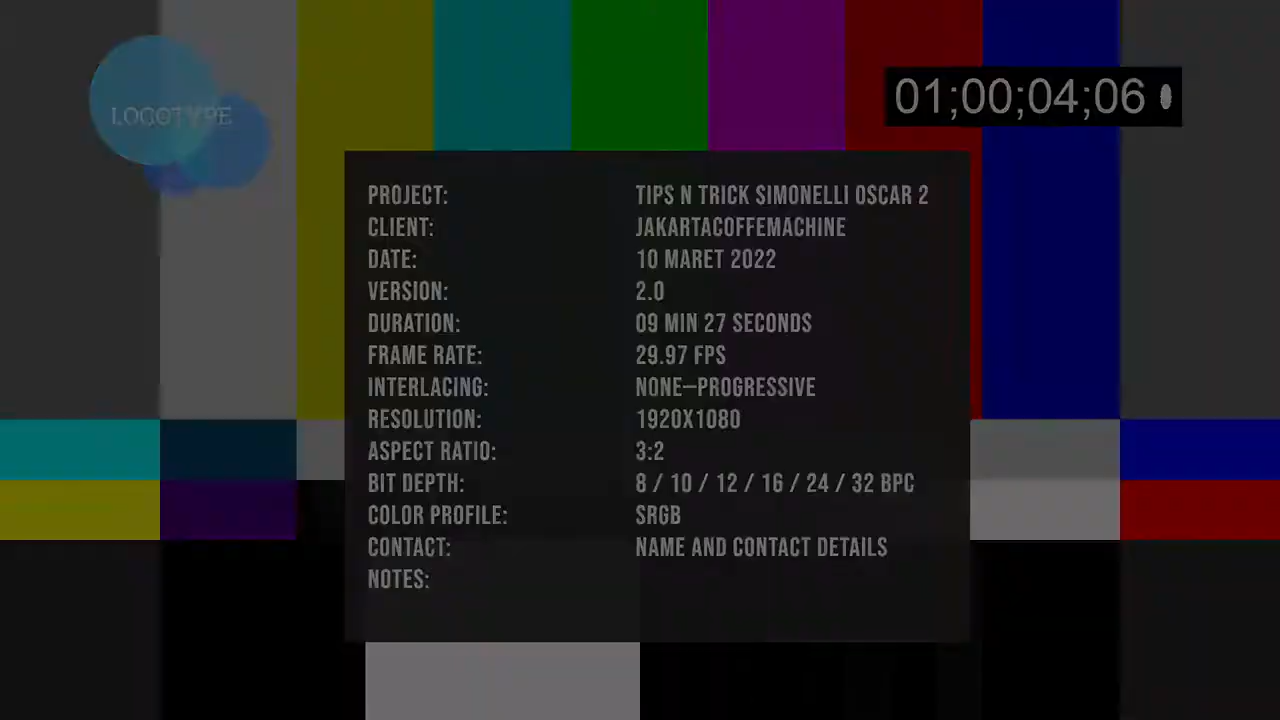 LOGOTYPE
01;00;04;06
PROJECT: TIPS N TRICK SIMONELLI OSCAR 2
CLIENT: JAKARTACOFFEMACHINE
DATE: 10 MARET 2022
VERSION: 2.0
DURATION: 09 MIN 27 SECONDS
FRAME RATE: 29.97 FPS
INTERLACING: NONE—PROGRESSIVE
RESOLUTION: 1920X1080
ASPECT RATIO: 3:2
BIT DEPTH: 8 / 10 / 12 / 16 / 24 / 32 BPC
COLOR PROFILE: SRGB
CONTACT: NAME AND CONTACT DETAILS
NOTES: